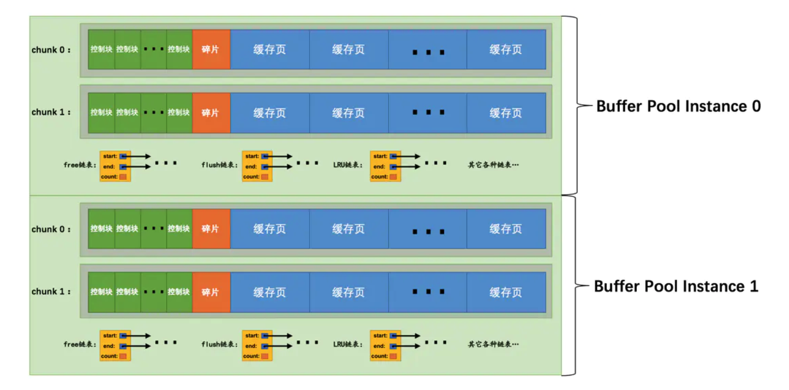 chunk 0： 控制块 控制块 ••• 控制块 碎片 缓存页 缓存页 ... 缓存页
chunk 1： 控制块 控制块 ••• 控制块 碎片 缓存页 缓存页 ... 缓存页
Buffer Pool Instance 0
free链表： start: end: count: ••• flush链表： start: end: count: ••• LRU链表： start: end: count: ••• 其它各种链表…
chunk 0： 控制块 控制块 ••• 控制块 碎片 缓存页 缓存页 ... 缓存页
chunk 1： 控制块 控制块 ••• 控制块 碎片 缓存页 缓存页 ... 缓存页
Buffer Pool Instance 1
free链表： start: end: count: ••• flush链表： start: end: count: ••• LRU链表： start: end: count: ••• 其它各种链表…